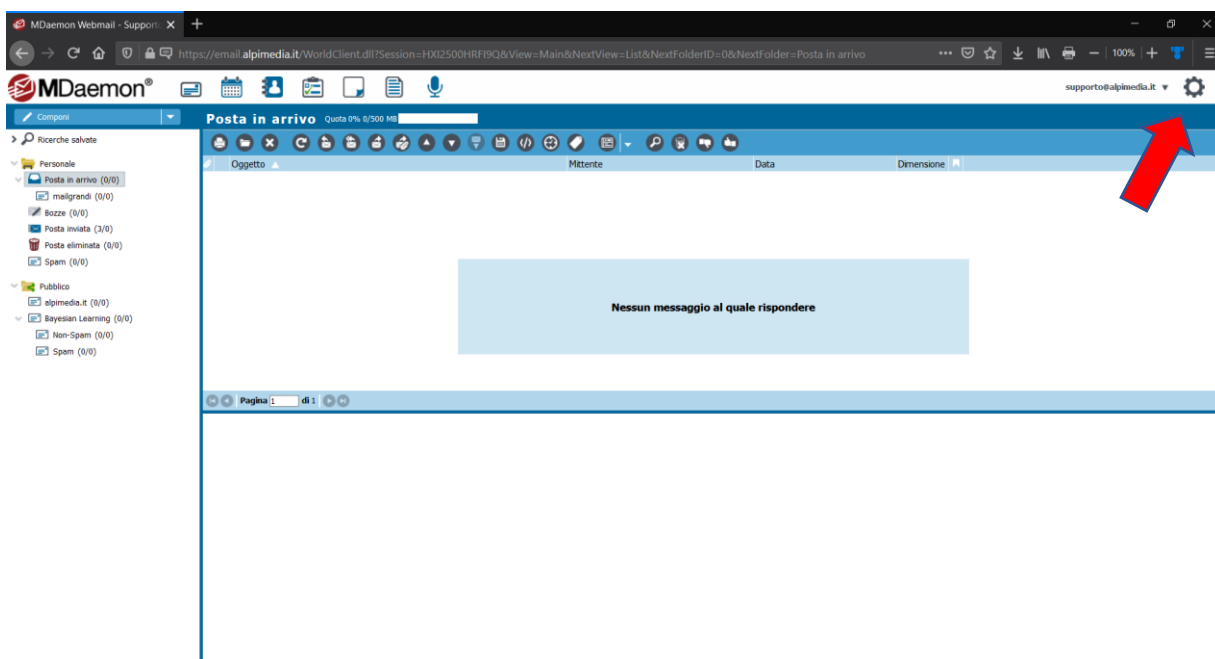 MDaemon Webmail - Support
https://email.alpimedia.it/WorldClient.dll?Session=HXI2500HRFI9Q&View=Main&NextView=List&NextFolderID=0&NextFolder=Posta in arrivo
100%
MDaemon®
supporto@alpimedia.it
Componi
Posta in arrivo Quota 0% 0/500 MB
Ricerche salvate
Oggetto Mittente Data Dimensione
Personale
Posta in arrivo (0/0)
mailgrandi (0/0)
Bozze (0/0)
Posta inviata (3/0)
Posta eliminata (0/0)
Spam (0/0)
Pubblico
alpimedia.it (0/0)
Bayesian Learning (0/0)
Non-Spam (0/0)
Spam (0/0)
Nessun messaggio al quale rispondere
Pagina 1 di 1